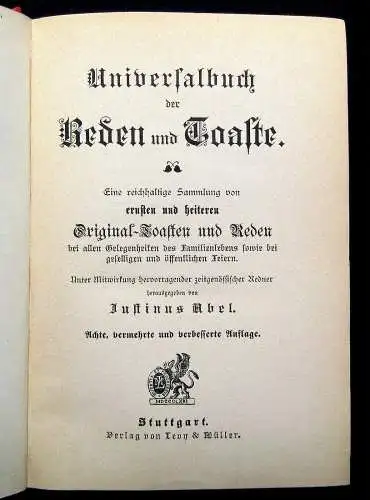 Universalbuch
der
Reden und Toaste.
Eine reichhaltige Sammlung von
ernsten und heiteren
Original-Toasten und Reden
bei allen Gelegenheiten des Familienlebens sowie bei
geselligen und öffentlichen Feiern.
Unter Mitwirkung hervorragender zeitgenössischer Redner
herausgegeben von
Justinus Abel.
Achte, vermehrte und verbesserte Auflage.
Stuttgart.
Verlag von Levy & Müller.